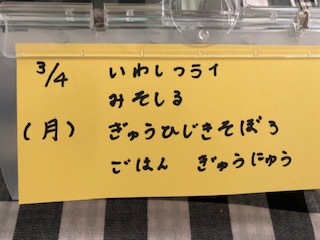 3/4 いわしフライ
みそしる
(月) ぎゅうひじきそぼろ
ごはん ぎゅうにゅう